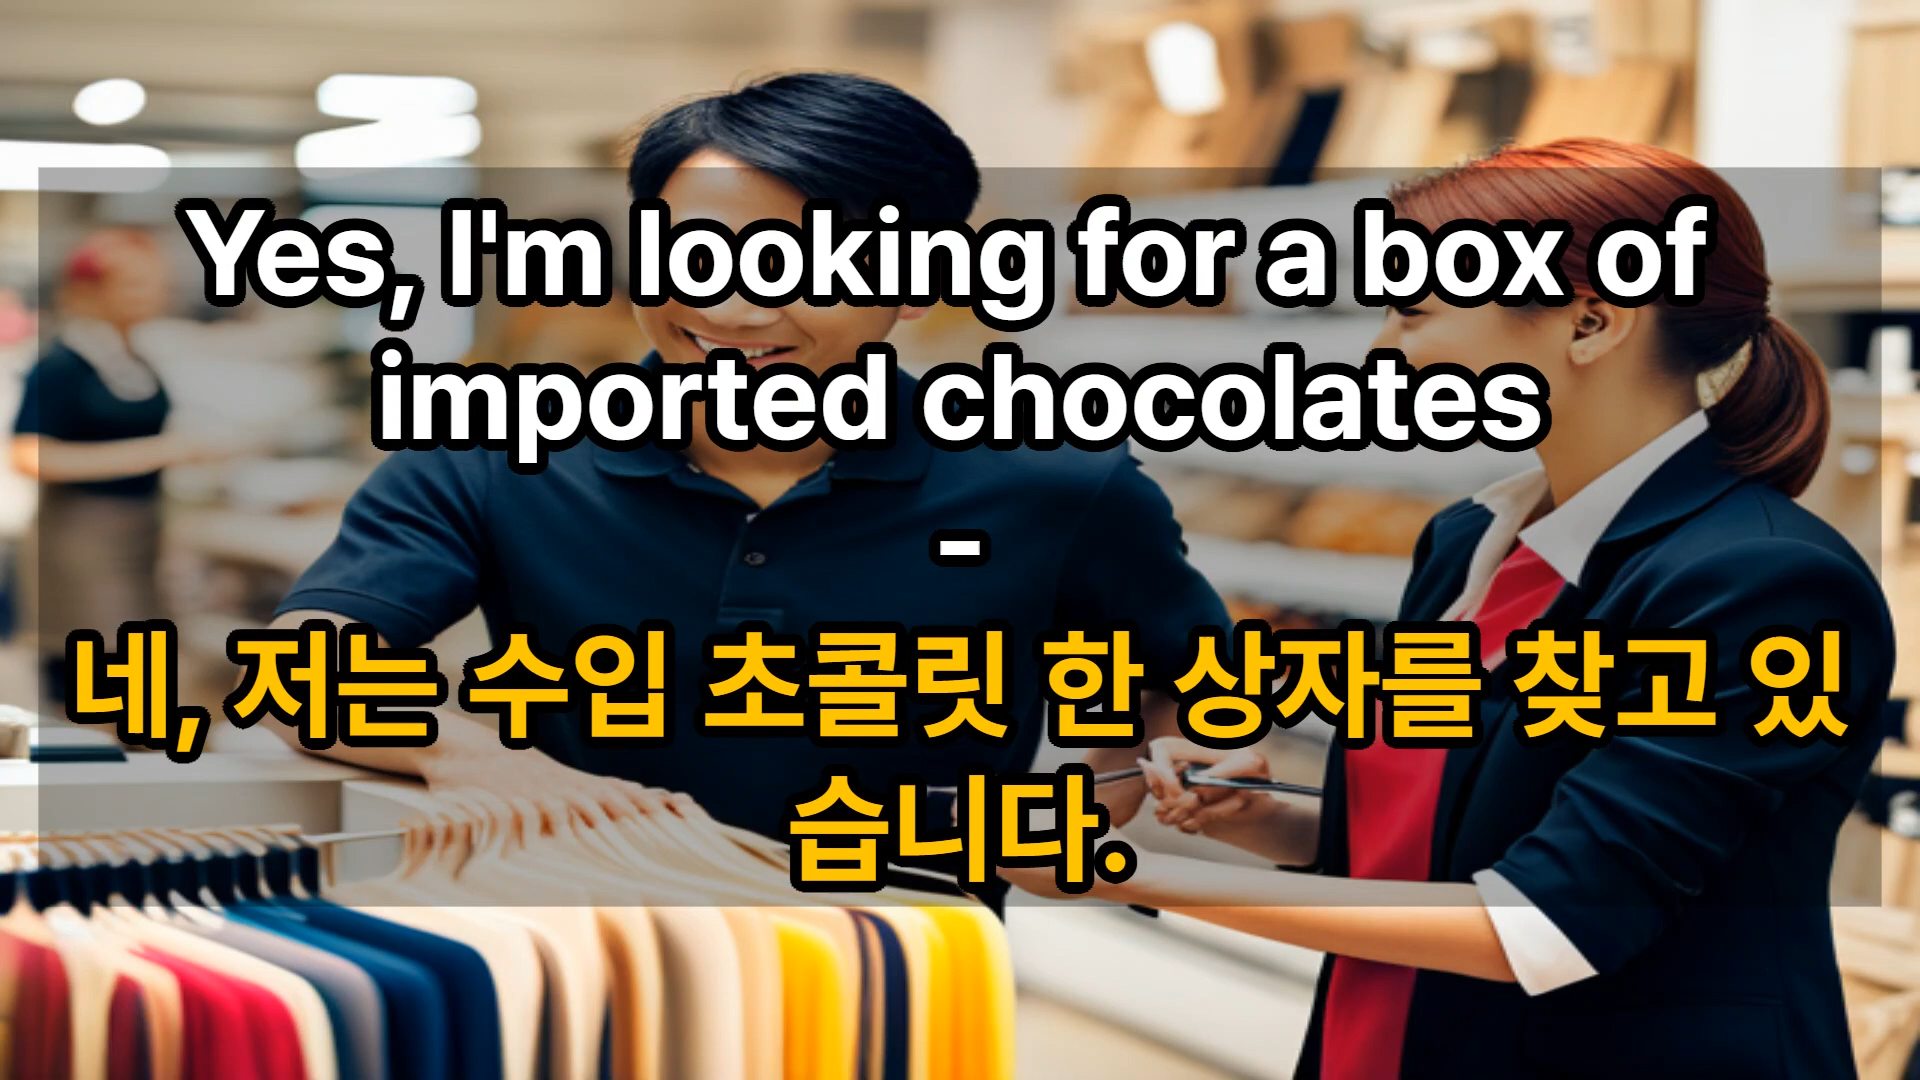 Yes, I'm looking for a box of
imported chocolates
-
네, 저는 수입 초콜릿 한 상자를 찾고 있
습니다.